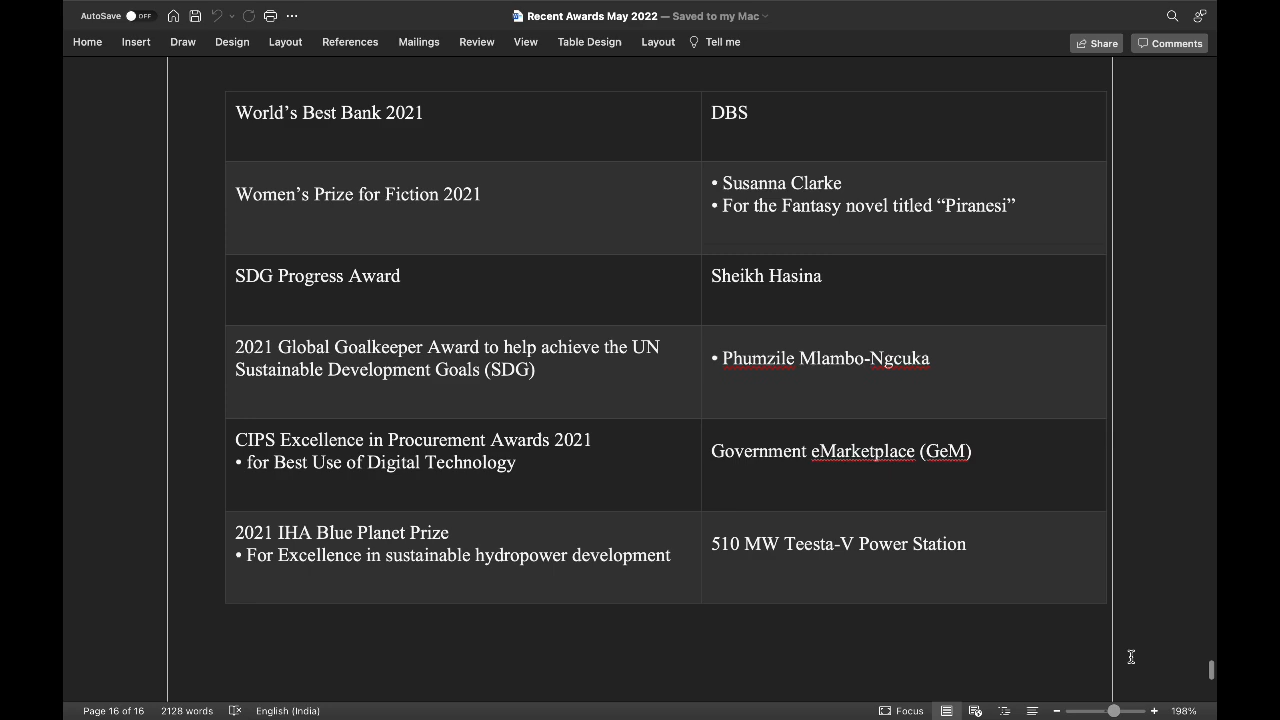 AutoSave OFF
Recent Awards May 2022 — Saved to my Mac
Home Insert Draw Design Layout References Mailings Review View Table Design Layout Tell me
Share Comments
World’s Best Bank 2021
DBS
Women’s Prize for Fiction 2021
• Susanna Clarke
• For the Fantasy novel titled “Piranesi”
SDG Progress Award
Sheikh Hasina
2021 Global Goalkeeper Award to help achieve the UN
Sustainable Development Goals (SDG)
• Phumzile Mlambo-Ngcuka
CIPS Excellence in Procurement Awards 2021
• for Best Use of Digital Technology
Government eMarketplace (GeM)
2021 IHA Blue Planet Prize
• For Excellence in sustainable hydropower development
510 MW Teesta-V Power Station
Page 16 of 16 2128 words English (India) Focus 198%